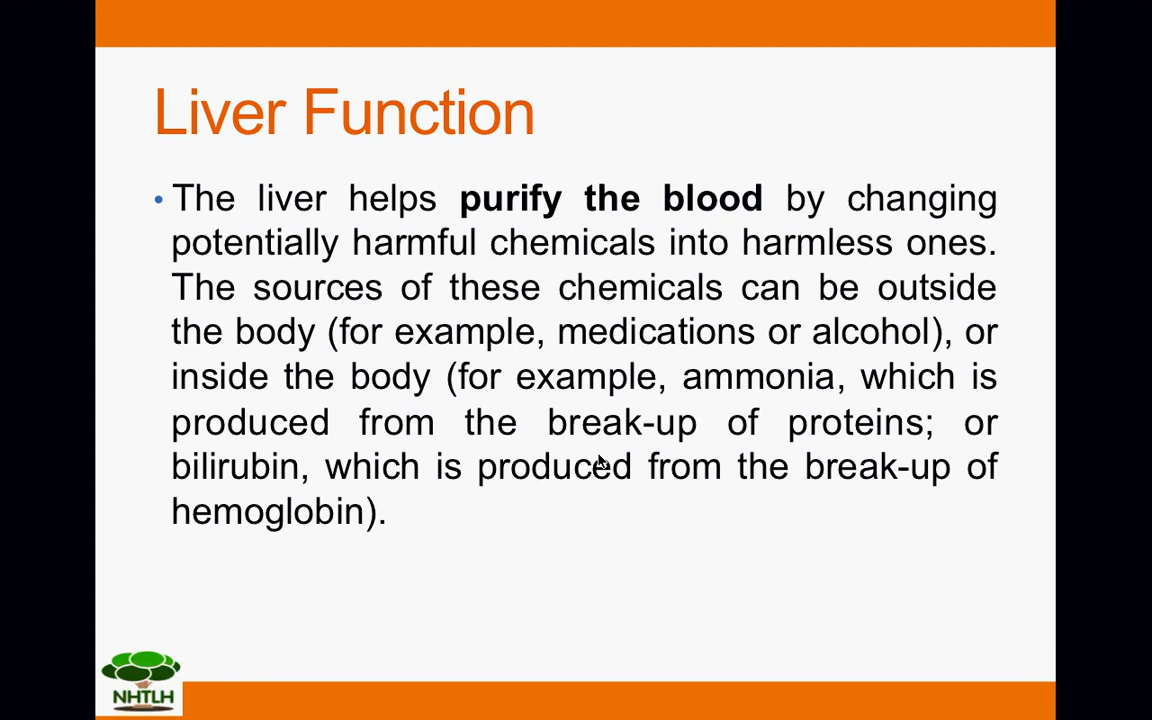 Liver Function
• The liver helps purify the blood by changing
potentially harmful chemicals into harmless ones.
The sources of these chemicals can be outside
the body (for example, medications or alcohol), or
inside the body (for example, ammonia, which is
produced from the break-up of proteins; or
bilirubin, which is produced from the break-up of
hemoglobin).
NHTLH